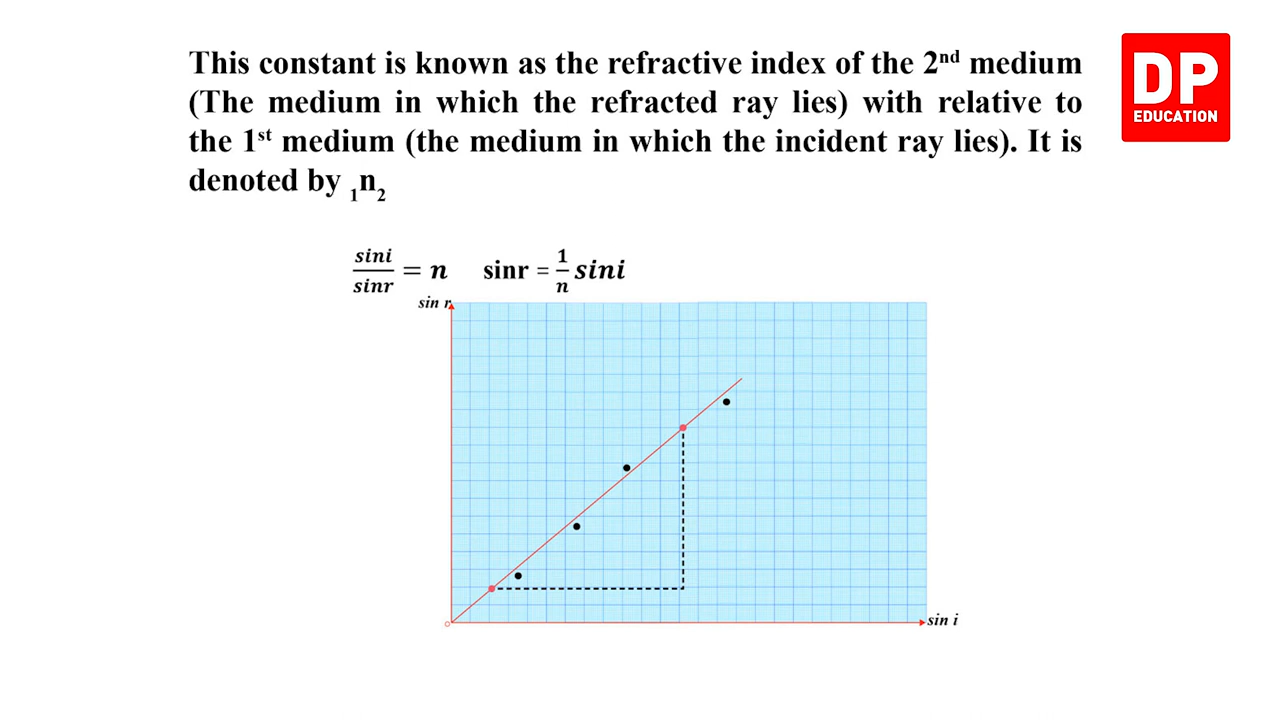 This constant is known as the refractive index of the 2nd medium
(The medium in which the refracted ray lies) with relative to
the 1st medium (the medium in which the incident ray lies). It is
denoted by ₁n₂
DP
EDUCATION
sini/sinr = n sinr = 1/n sini
sin r
o
sin i